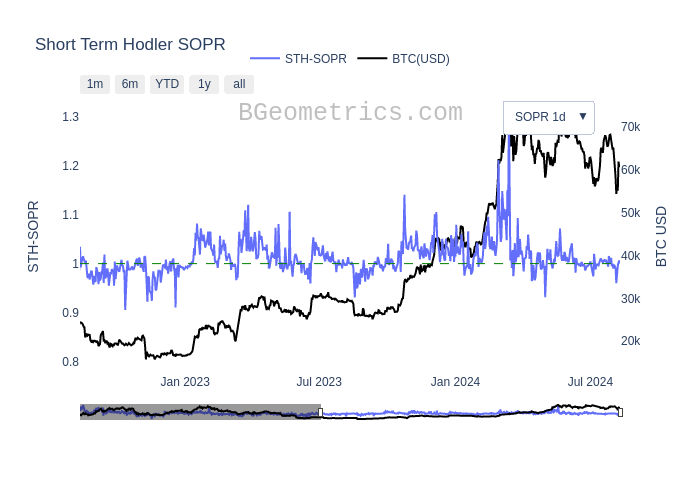 Short Term Hodler SOPR
STH-SOPR BTC(USD)
1m 6m YTD 1y all
BGeometrics.com
SOPR 1d ▼
1.3
1.2
1.1
1
0.9
0.8
STH-SOPR
70k
60k
50k
40k
30k
20k
BTC USD
Jan 2023 Jul 2023 Jan 2024 Jul 2024